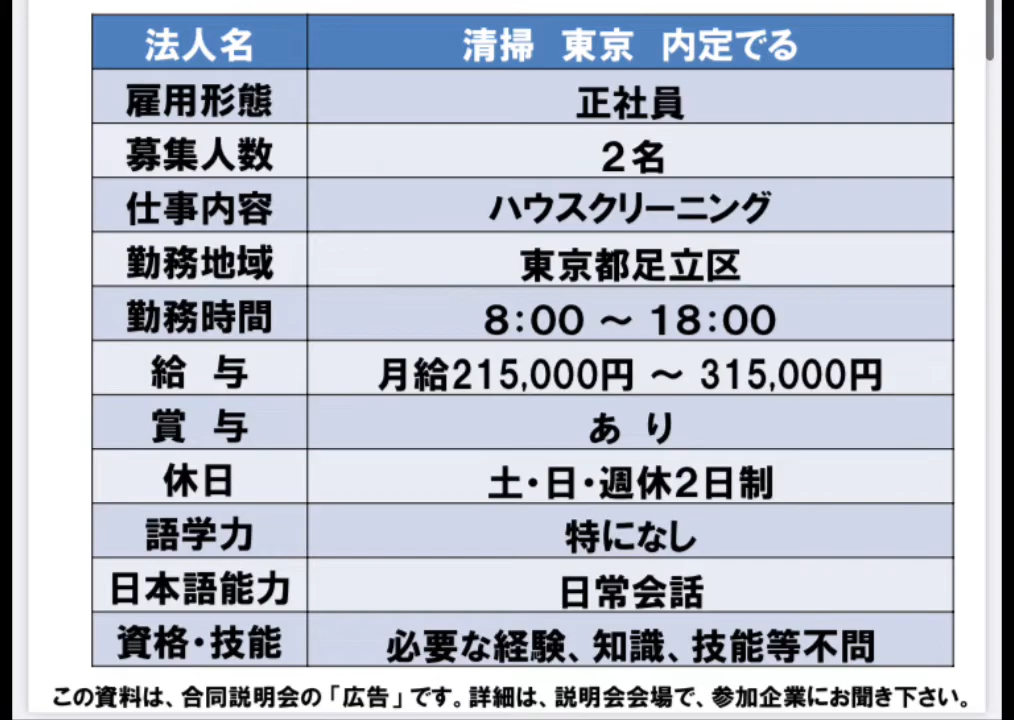 法人名 清掃 東京 内定でる
雇用形態 正社員
募集人数 2名
仕事内容 ハウスクリーニング
勤務地域 東京都足立区
勤務時間 8:00 ～ 18:00
給 与 月給215,000円 ～ 315,000円
賞 与 あ り
休日 土・日・週休2日制
語学力 特になし
日本語能力 日常会話
資格・技能 必要な経験、知識、技能等不問
この資料は、合同説明会の「広告」です。詳細は、説明会会場で、参加企業にお聞き下さい。